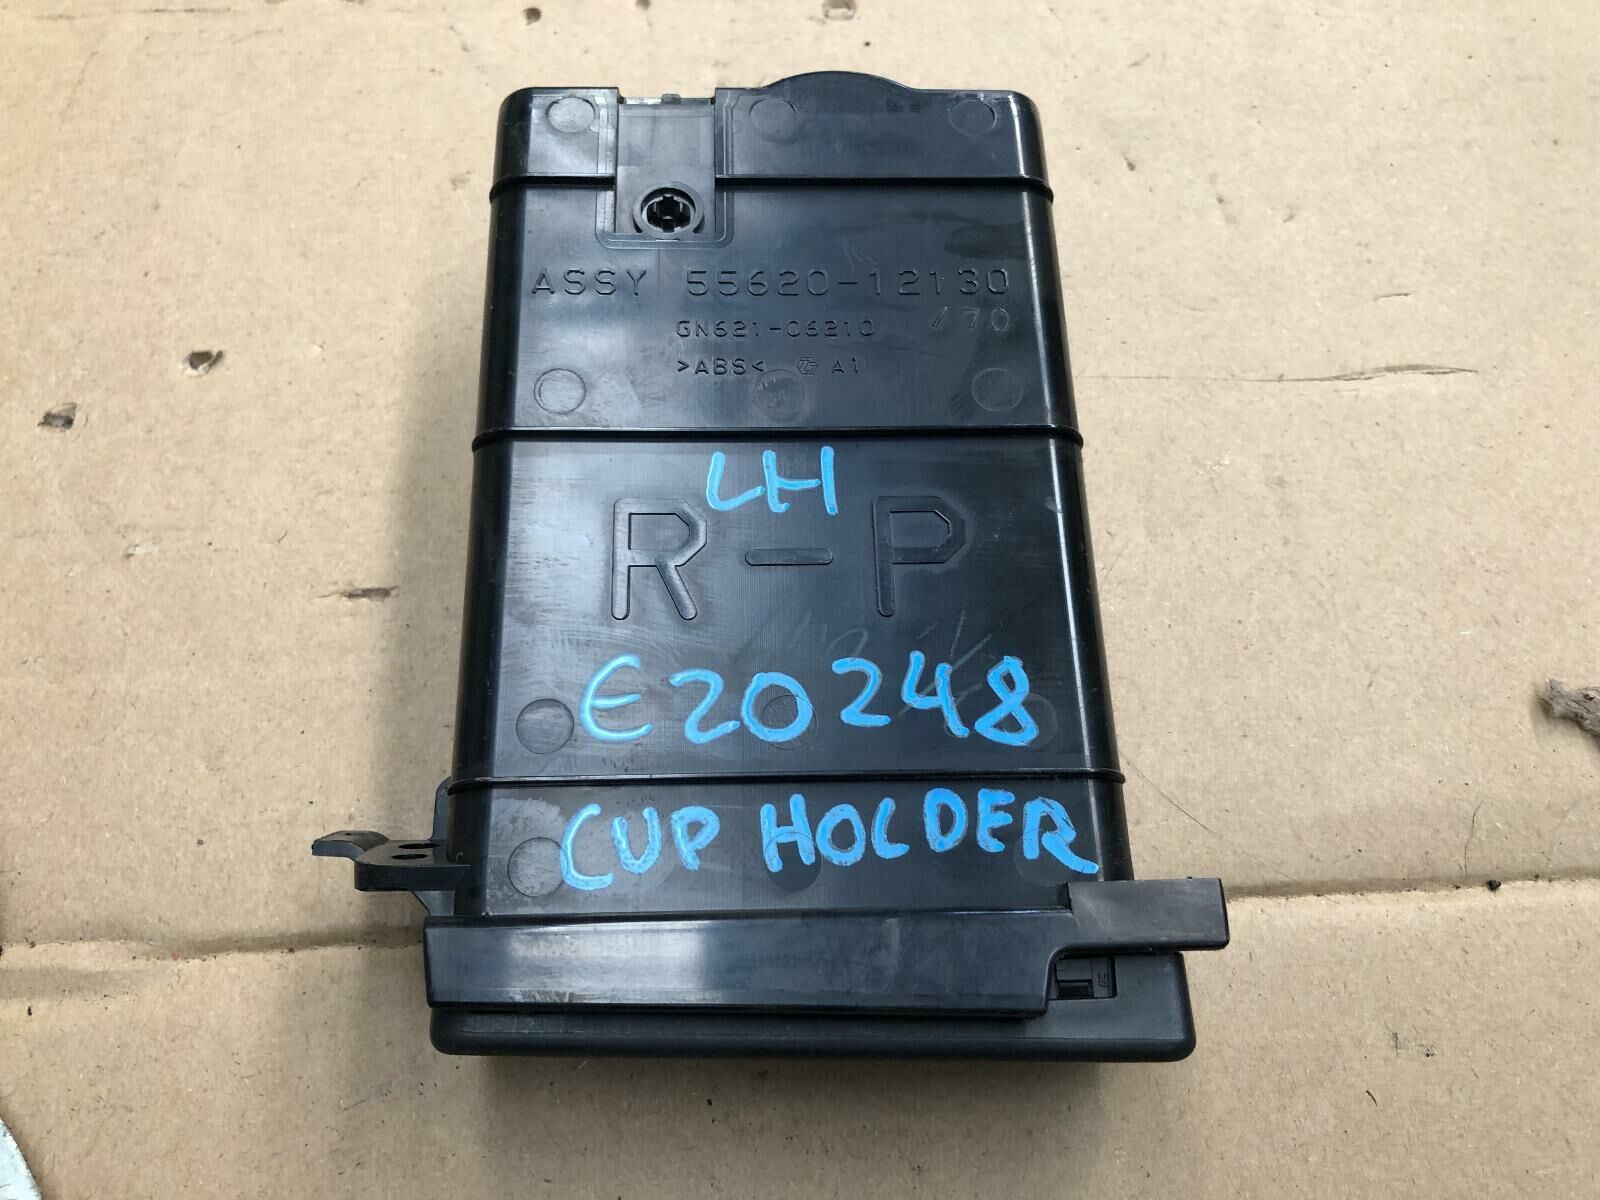 ASSY 55620-12130
/70
GN621-06210
>ABS< A1
LH
R-P
E20248
CUP HOLDER